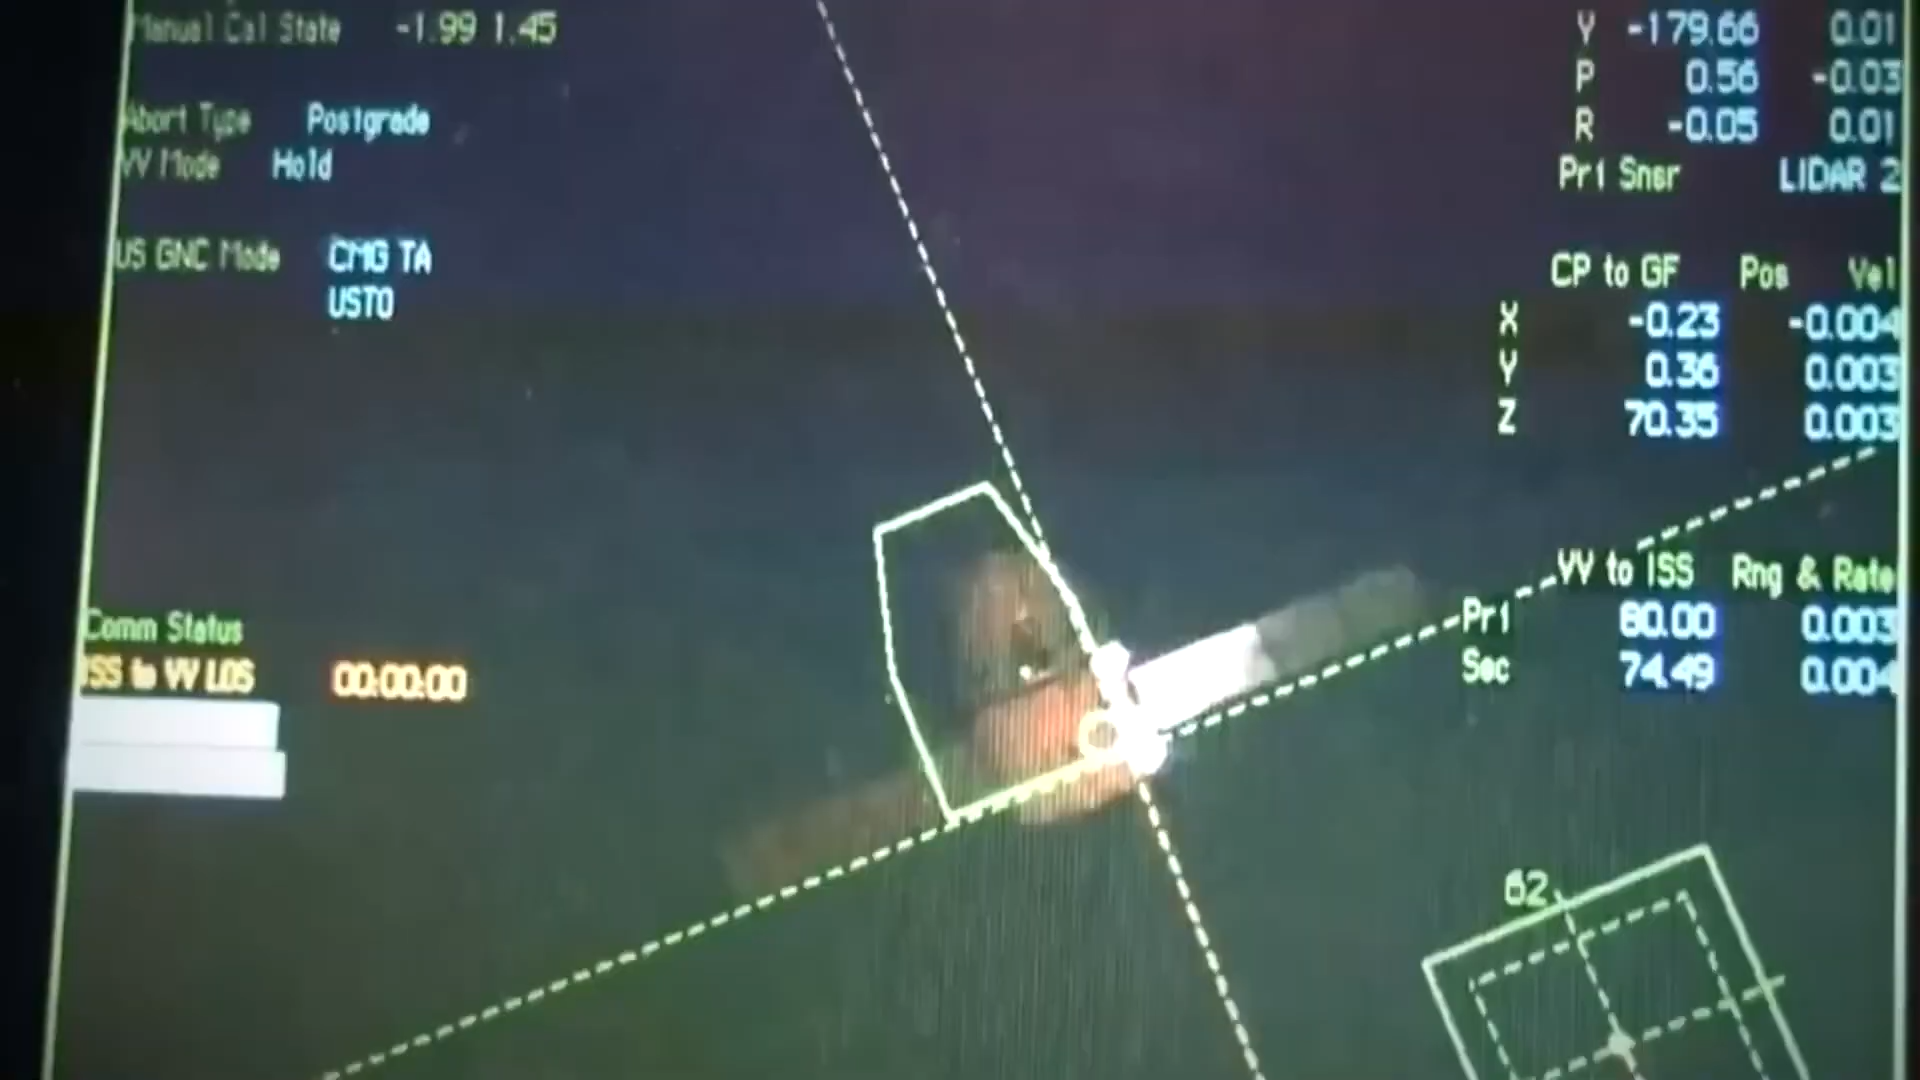 Manual Cal State -1.99 1.45
Abort Type Postgrade
VV Mode Hold
US GNC Mode CMG TA
USTO
Comm Status
ISS to VV LOS 00:00:00
Y -179.66 0.01
P 0.56 -0.03
R -0.05 0.01
Pri Snsr LIDAR 2
CP to GF Pos Vel
X -0.23 -0.004
Y 0.36 0.003
Z 70.35 0.003
VV to ISS Rng & Rate
Pri 80.00 0.003
Sec 74.49 0.004
62